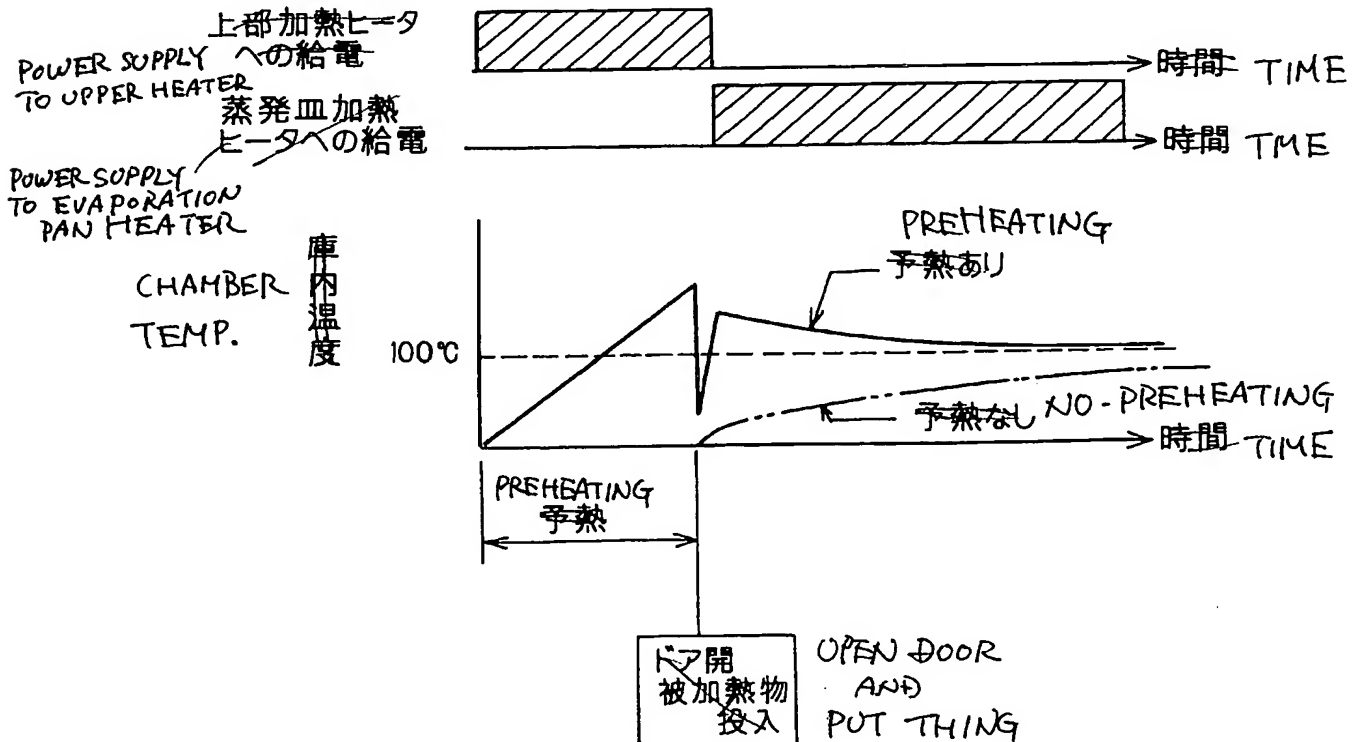 上部加熱ヒータ
への給電
POWER SUPPLY
TO UPPER HEATER
時間 TIME
蒸発皿加熱
ヒータへの給電
時間 TME
POWER SUPPLY
TO EVAPORATION
PAN HEATER
PREHEATING
予熱あり
CHAMBER
TEMP.
庫内温度
100℃
予熱なし NO-PREHEATING
時間 TIME
PREHEATING
予熱
ドア開
被加熱物
投入
OPEN DOOR
AND
PUT THING